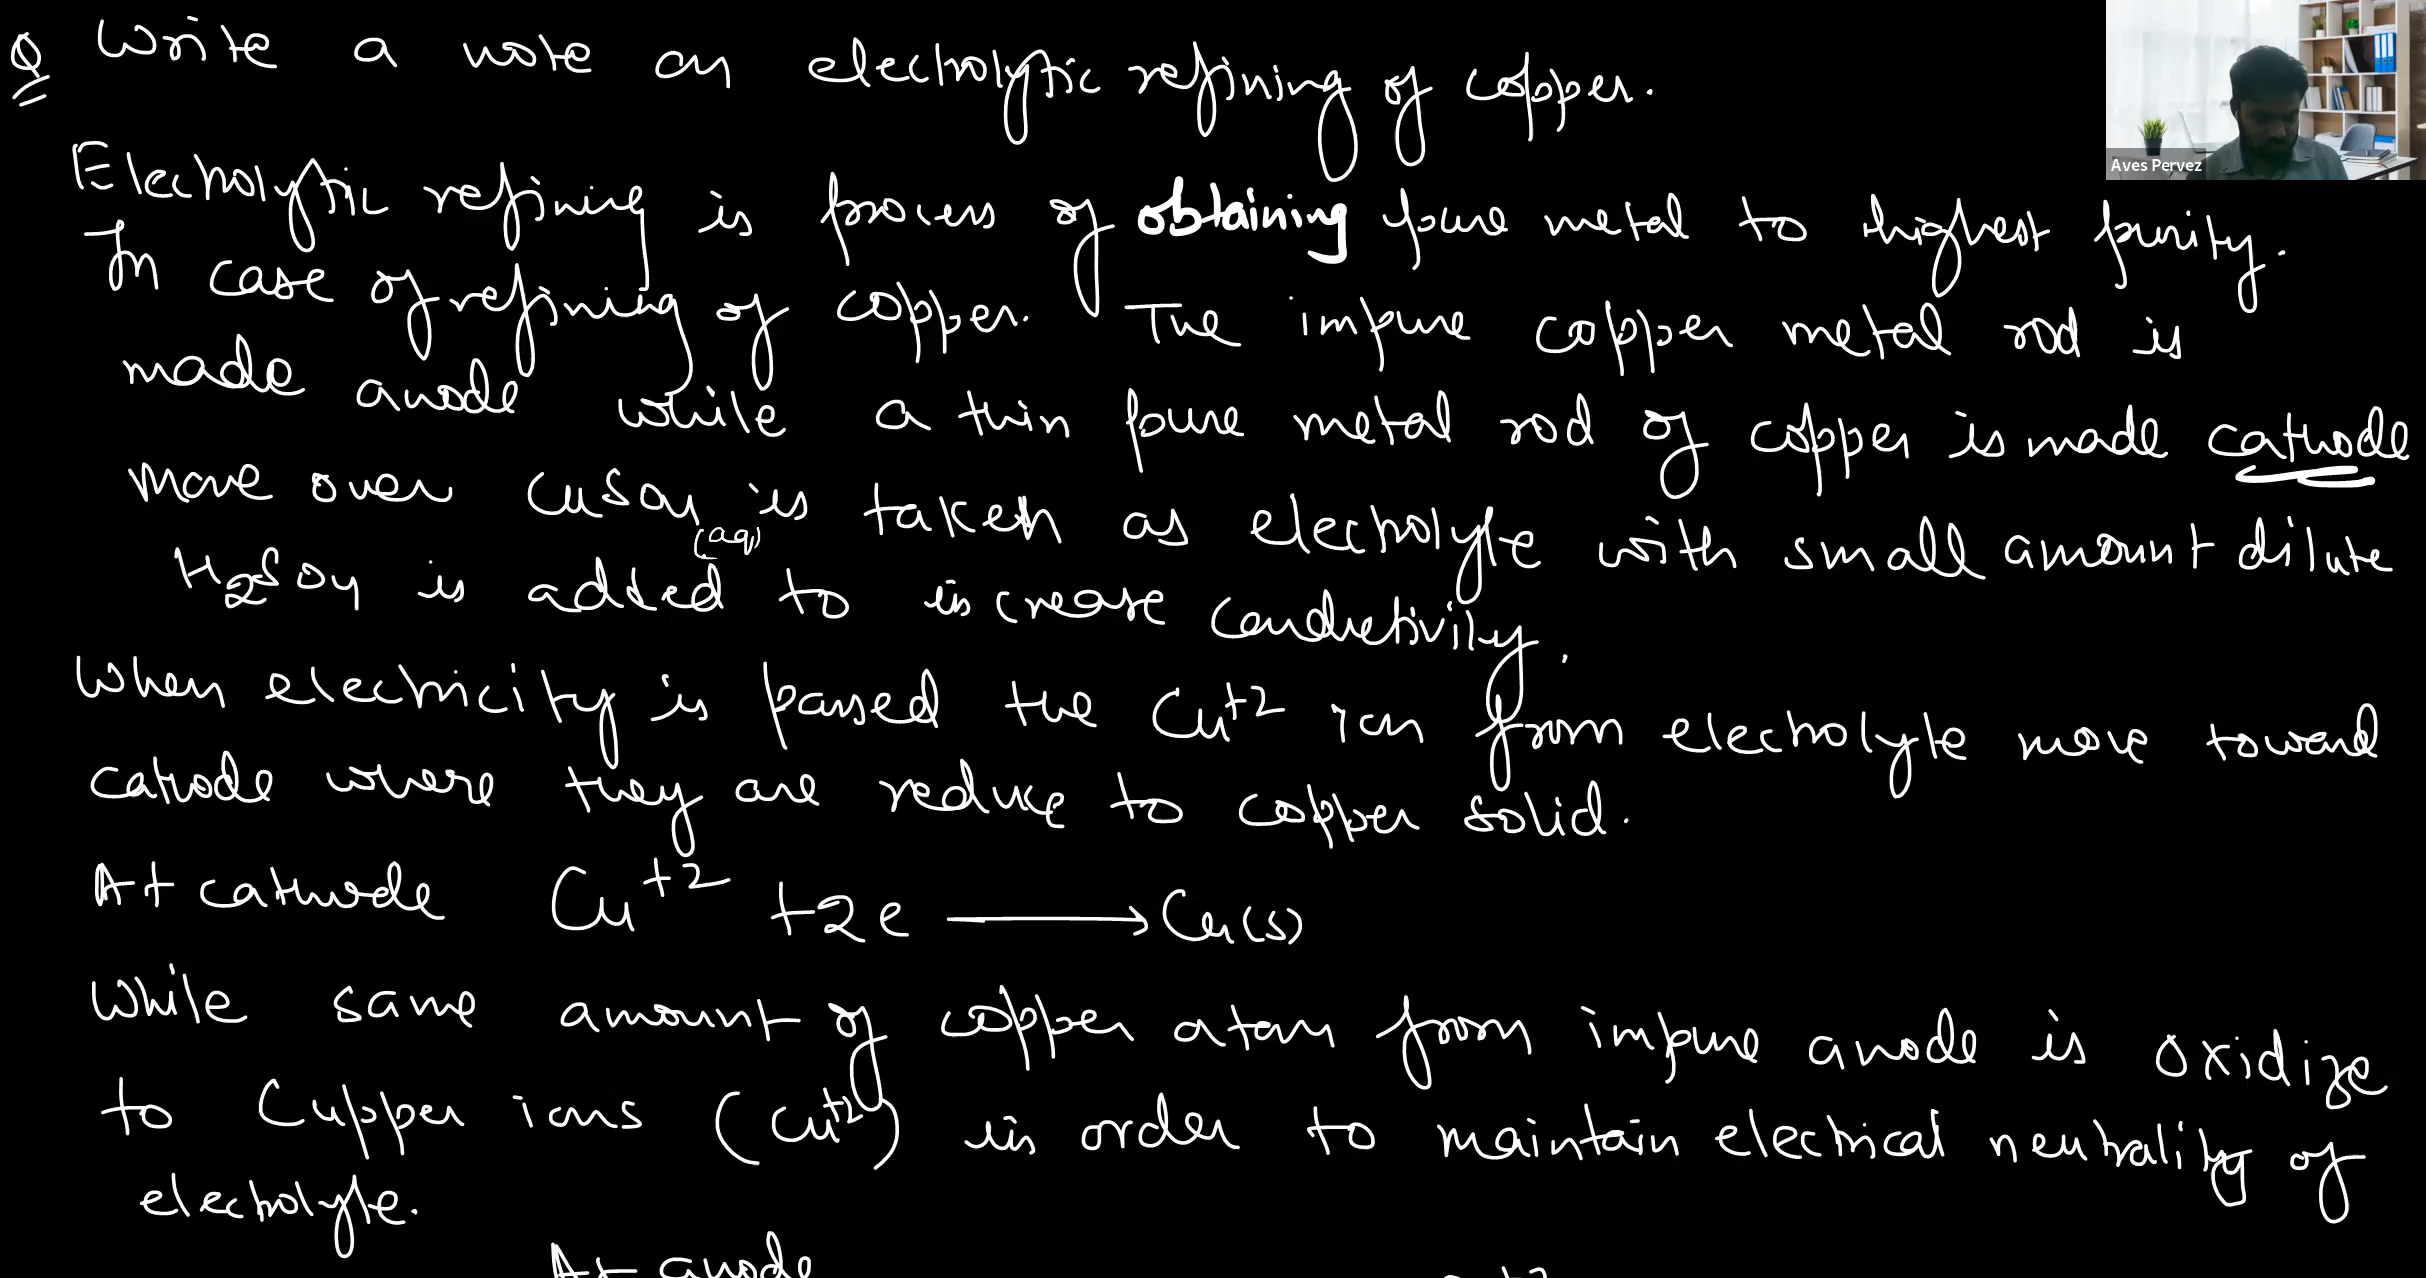 Q Write a note on electrolytic refining of copper.
Aves Pervez
Electrolytic refining is process of obtaining pure metal to highest purity.
In case of refining of copper. The impure copper metal rod is
made anode while a thin pure metal rod of copper is made cathode
more over CuSO4(aq) is taken as electrolyte with small amount dilute
H2SO4 is added to increase conductivity.
When electricity is passed the Cu+2 ion from electrolyte move toward
cathode where they are reduce to copper solid.
At cathode Cu+2 +2e ⟶ Cu(s)
While same amount of copper atom from impure anode is oxidize
to Cupper ions (Cu+2) in order to maintain electrical neutrality of
electrolyte.
At anode